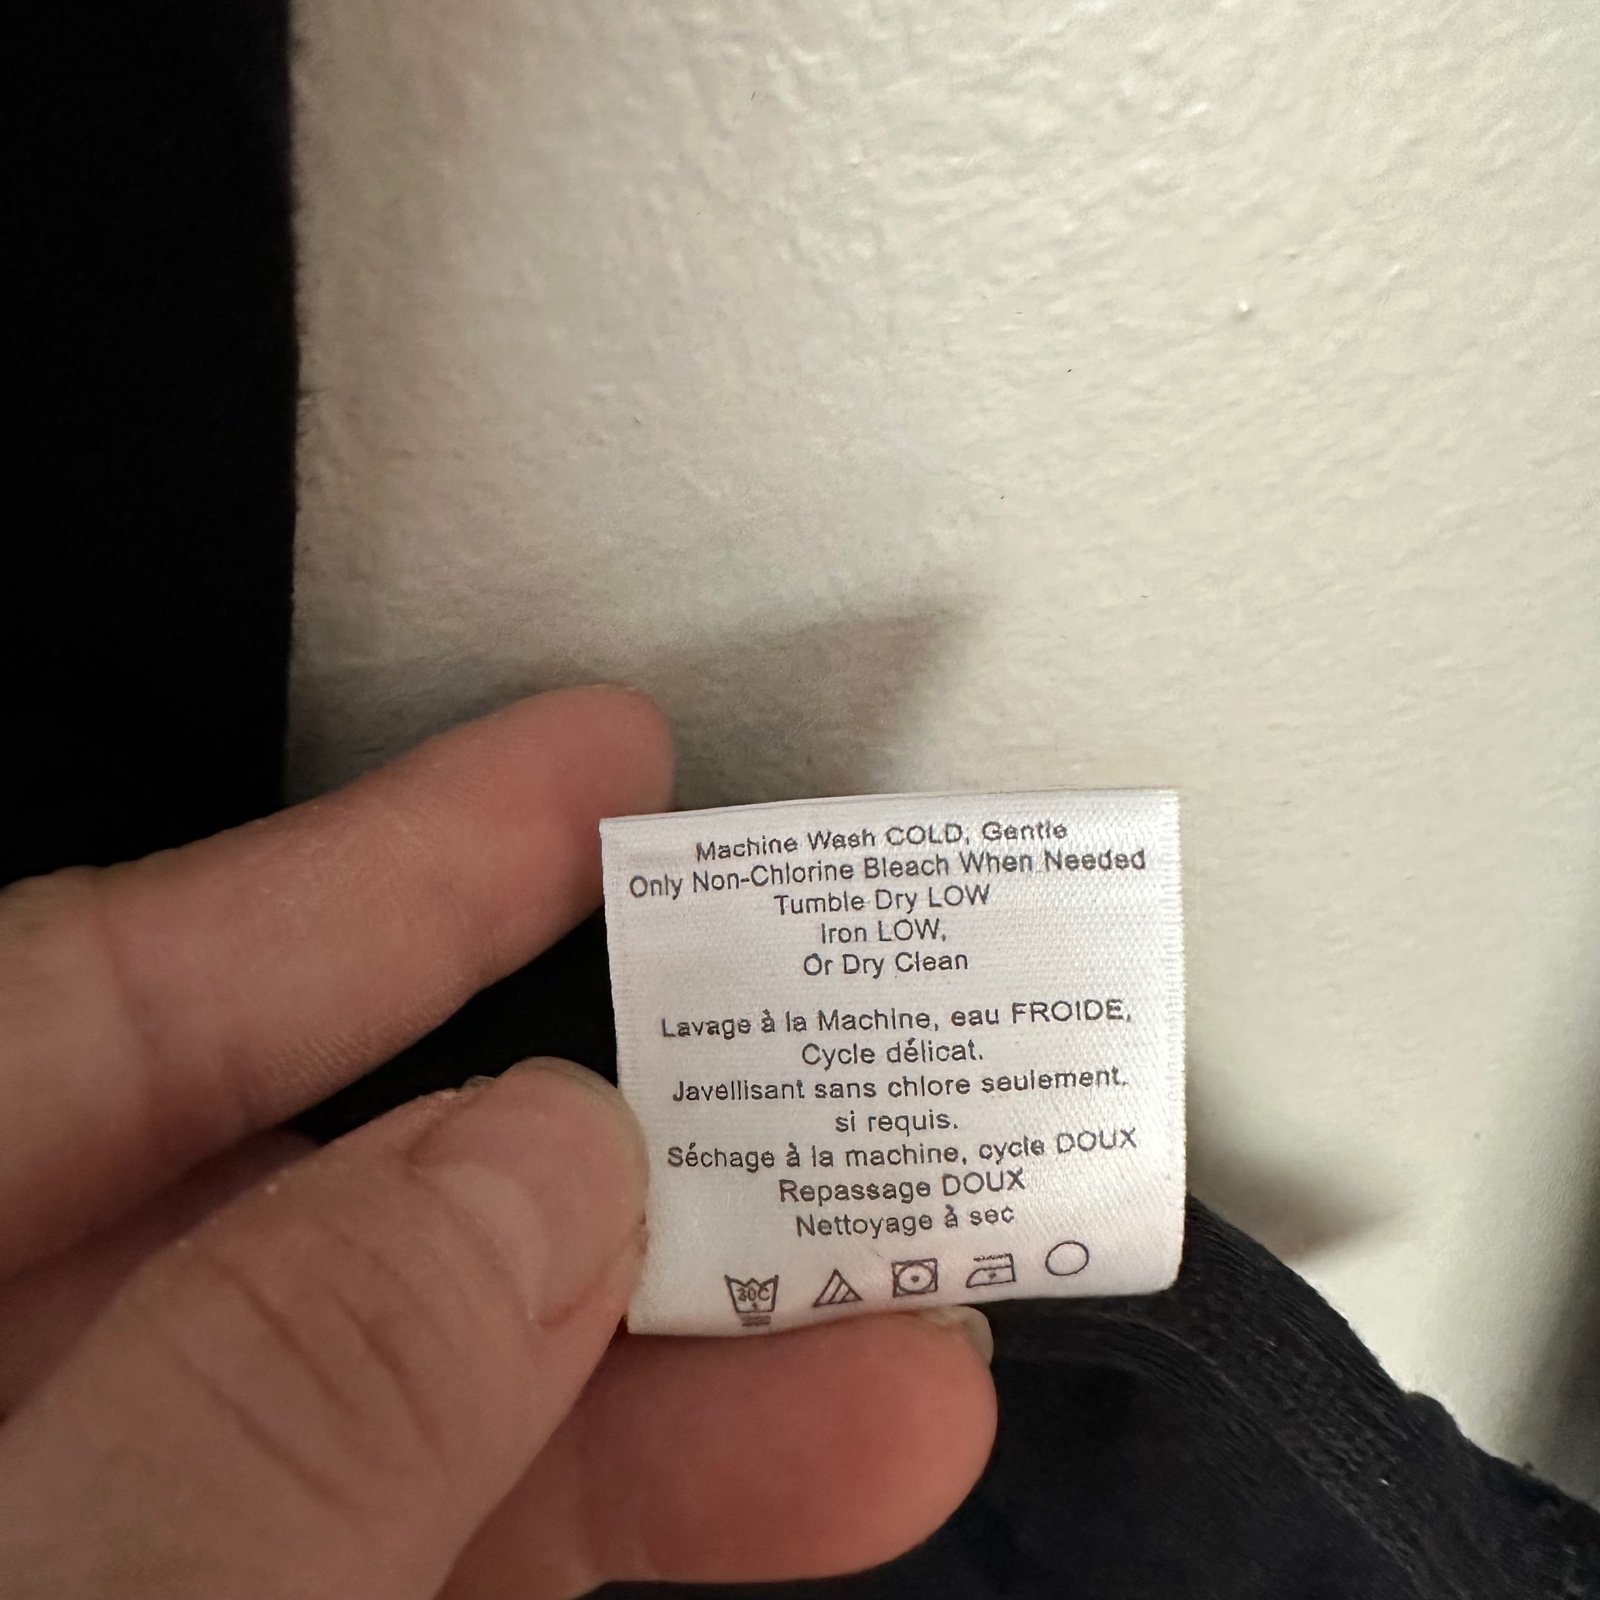 Machine Wash COLD, Gentle
Only Non-Chlorine Bleach When Needed
Tumble Dry LOW
Iron LOW,
Or Dry Clean
Lavage à la Machine, eau FROIDE,
Cycle délicat.
Javellisant sans chlore seulement.
si requis.
Séchage à la machine, cycle DOUX
Repassage DOUX
Nettoyage à sec
30C